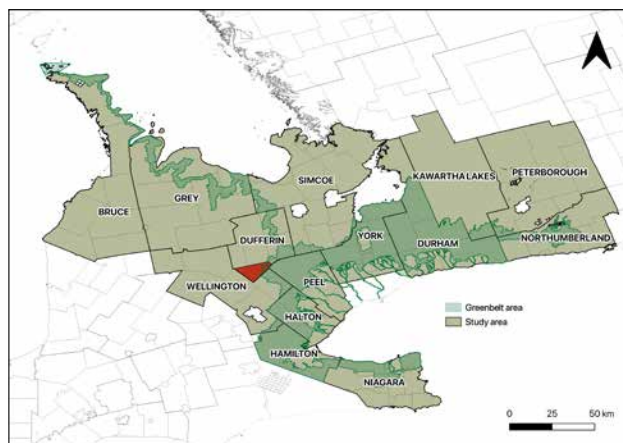 KAWARTHA LAKES
PETERBOROUGH
SIMCOE
GREY
BRUCE
YORK
NORTHUMBERLAND
DUFFERIN
DURHAM
PEEL
WELLINGTON
Greenbelt area
HALTON
Study area
HAMILTON
NIAGARA
0 25 50 km